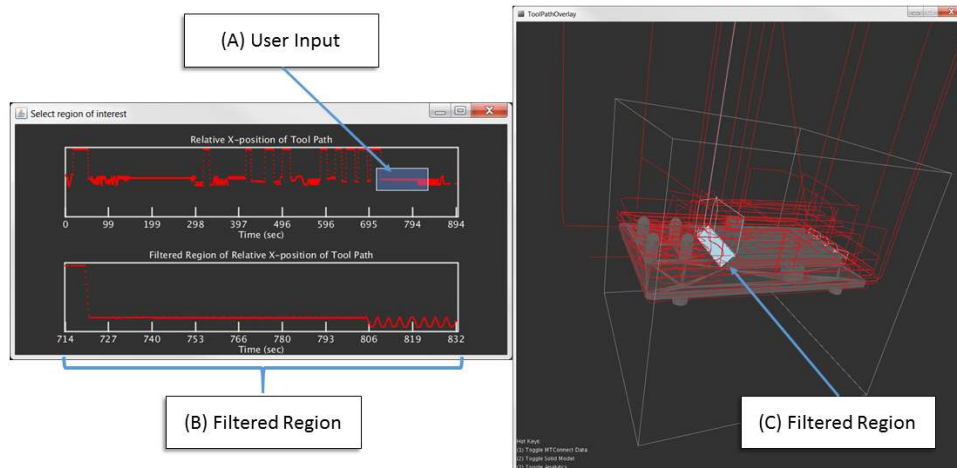 (A) User Input
Select region of interest
Relative X-position of Tool Path
0 99 199 298 397 496 596 695 794 894
Time (sec)
Filtered Region of Relative X-position of Tool Path
714 727 740 753 766 780 793 806 819 832
Time (sec)
(B) Filtered Region
ToolPathOverlay
(C) Filtered Region
Hot Keys:
(1) Toggle MTConnect Data
(2) Toggle Solid Model
(3) Toggle Analytics